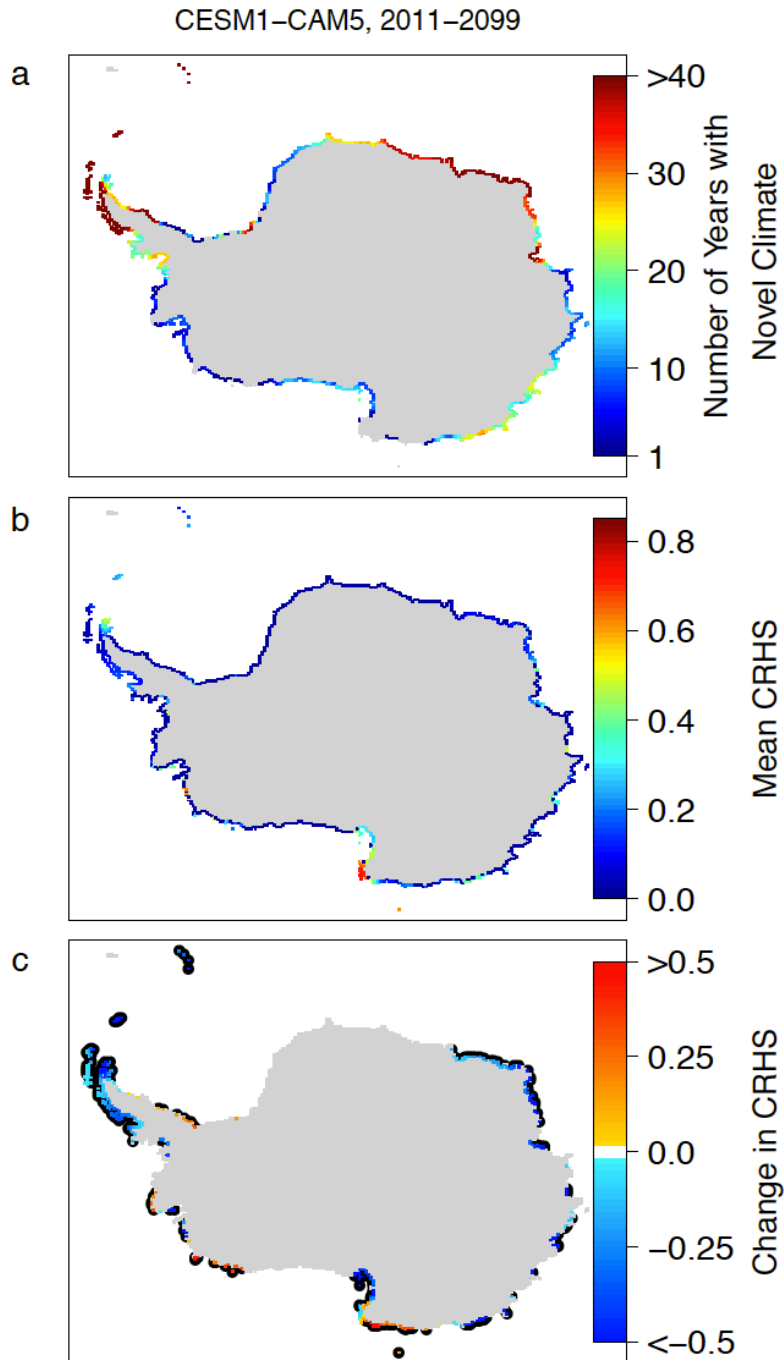 CESM1−CAM5, 2011−2099
a
>40
30
20
10
1
Number of Years with
Novel Climate
b
0.8
0.6
0.4
0.2
0.0
Mean CRHS
c
>0.5
0.25
0.0
−0.25
<−0.5
Change in CRHS